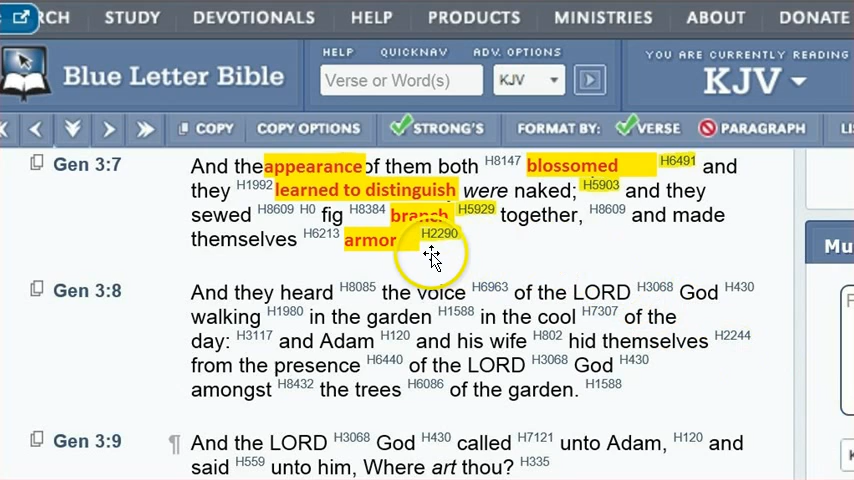 RCH STUDY DEVOTIONALS HELP PRODUCTS MINISTRIES ABOUT DONATE
HELP QUICKNAV ADV. OPTIONS YOU ARE CURRENTLY READING
Blue Letter Bible Verse or Word(s) KJV KJV
COPY COPY OPTIONS STRONG'S FORMAT BY: VERSE PARAGRAPH LI
Gen 3:7 And the appearance of them both H8147 blossomed H6491 and
they H1992 learned to distinguish were naked; H5903 and they
sewed H8609 H0 fig H8384 branch H5929 together, H8609 and made
themselves H6213 armor H2290
Mu
Gen 3:8 And they heard H8085 the voice H6963 of the LORD H3068 God H430
walking H1980 in the garden H1588 in the cool H7307 of the
day: H3117 and Adam H120 and his wife H802 hid themselves H2244
from the presence H6440 of the LORD H3068 God H430
amongst H8432 the trees H6086 of the garden. H1588
Gen 3:9 ¶ And the LORD H3068 God H430 called H7121 unto Adam, H120 and
said H559 unto him, Where art thou? H335